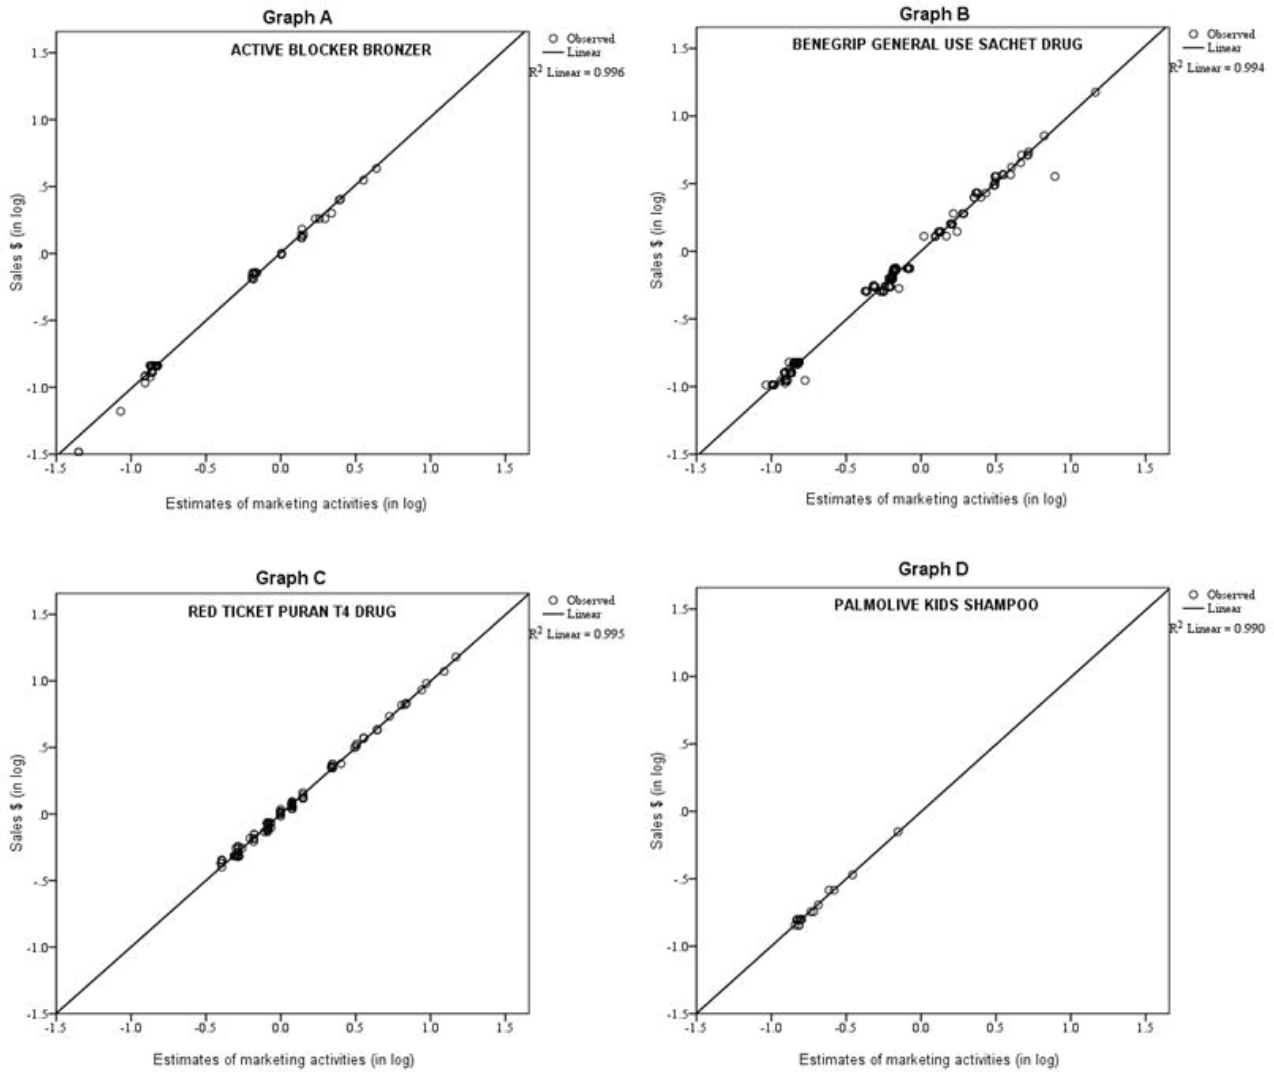 Graph A
ACTIVE BLOCKER BRONZER
Observed
Linear
R² Linear = 0.996
1.5
1.0
.5
.0
-.5
-1.0
-1.5
Sales $ (in log)
-1.5 -1.0 -0.5 0.0 0.5 1.0 1.5
Estimates of marketing activities (in log)
Graph B
BENEGRIP GENERAL USE SACHET DRUG
Observed
Linear
R² Linear = 0.994
1.5
1.0
.5
.0
-.5
-1.0
-1.5
Sales $ (in log)
-1.5 -1.0 -0.5 0.0 0.5 1.0 1.5
Estimates of marketing activities (in log)
Graph C
RED TICKET PURAN T4 DRUG
Observed
Linear
R² Linear = 0.995
1.5
1.0
.5
.0
-.5
-1.0
-1.5
Sales $ (in log)
-1.5 -1.0 -0.5 0.0 0.5 1.0 1.5
Estimates of marketing activities (in log)
Graph D
PALMOLIVE KIDS SHAMPOO
Observed
Linear
R² Linear = 0.990
1.5
1.0
.5
.0
-.5
-1.0
-1.5
Sales $ (in log)
-1.5 -1.0 -0.5 0.0 0.5 1.0 1.5
Estimates of marketing activities (in log)